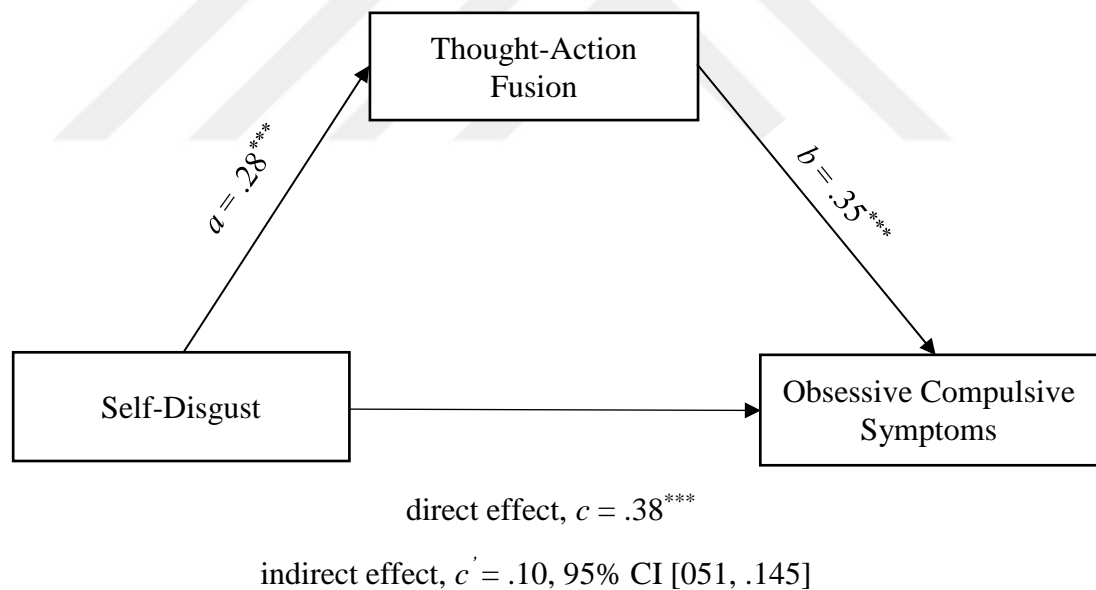 Thought-Action
Fusion
a = .28***
b = .35***
Self-Disgust
Obsessive Compulsive
Symptoms
direct effect, c = .38***
indirect effect, c’ = .10, 95% CI [051, .145]